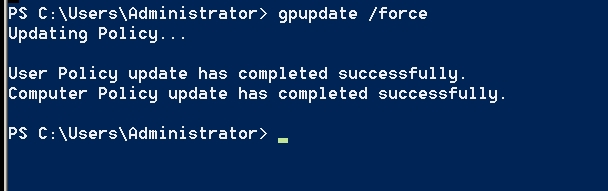 PS C:\Users\Administrator> gpupdate /force
Updating Policy...
User Policy update has completed successfully.
Computer Policy update has completed successfully.
PS C:\Users\Administrator>